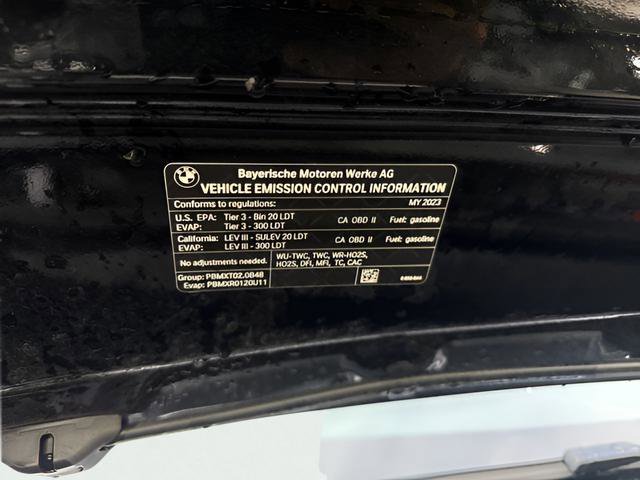 BMW
Bayerische Motoren Werke AG
VEHICLE EMISSION CONTROL INFORMATION
Conforms to regulations: MY 2023
U.S. EPA: Tier 3 - Bin 20 LDT CA OBD II Fuel: gasoline
EVAP: Tier 3 - 300 LDT
California: LEV III - SULEV 20 LDT CA OBD II Fuel: gasoline
EVAP: LEV III - 300 LDT
No adjustments needed. WU-TWC, TWC, WR-HO2S,
HO2S, DFI, MFI, TC, CAC
Group: PBMXT02.0B48
Evap: PBMXR0120U11